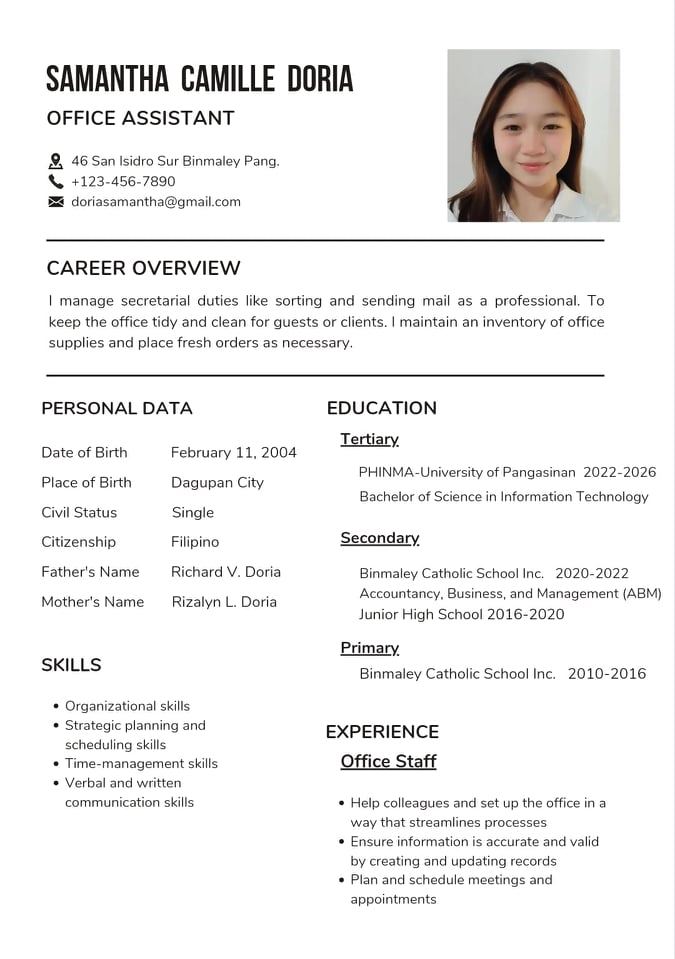 SAMANTHA CAMILLE DORIA
OFFICE ASSISTANT
46 San Isidro Sur Binmaley Pang.
+123-456-7890
doriasamantha@gmail.com
CAREER OVERVIEW
I manage secretarial duties like sorting and sending mail as a professional. To
keep the office tidy and clean for guests or clients. I maintain an inventory of office
supplies and place fresh orders as necessary.
PERSONAL DATA
Date of Birth February 11, 2004
Place of Birth Dagupan City
Civil Status Single
Citizenship Filipino
Father's Name Richard V. Doria
Mother's Name Rizalyn L. Doria
SKILLS
• Organizational skills
• Strategic planning and
scheduling skills
• Time-management skills
• Verbal and written
communication skills
EDUCATION
Tertiary
PHINMA-University of Pangasinan 2022-2026
Bachelor of Science in Information Technology
Secondary
Binmaley Catholic School Inc. 2020-2022
Accountancy, Business, and Management (ABM)
Junior High School 2016-2020
Primary
Binmaley Catholic School Inc. 2010-2016
EXPERIENCE
Office Staff
• Help colleagues and set up the office in a
way that streamlines processes
• Ensure information is accurate and valid
by creating and updating records
• Plan and schedule meetings and
appointments